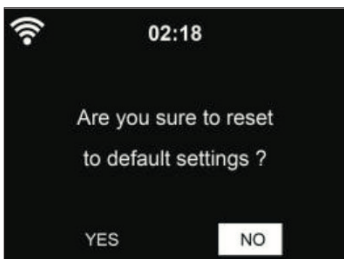 02:18
Are you sure to reset
to default settings ?
YES NO